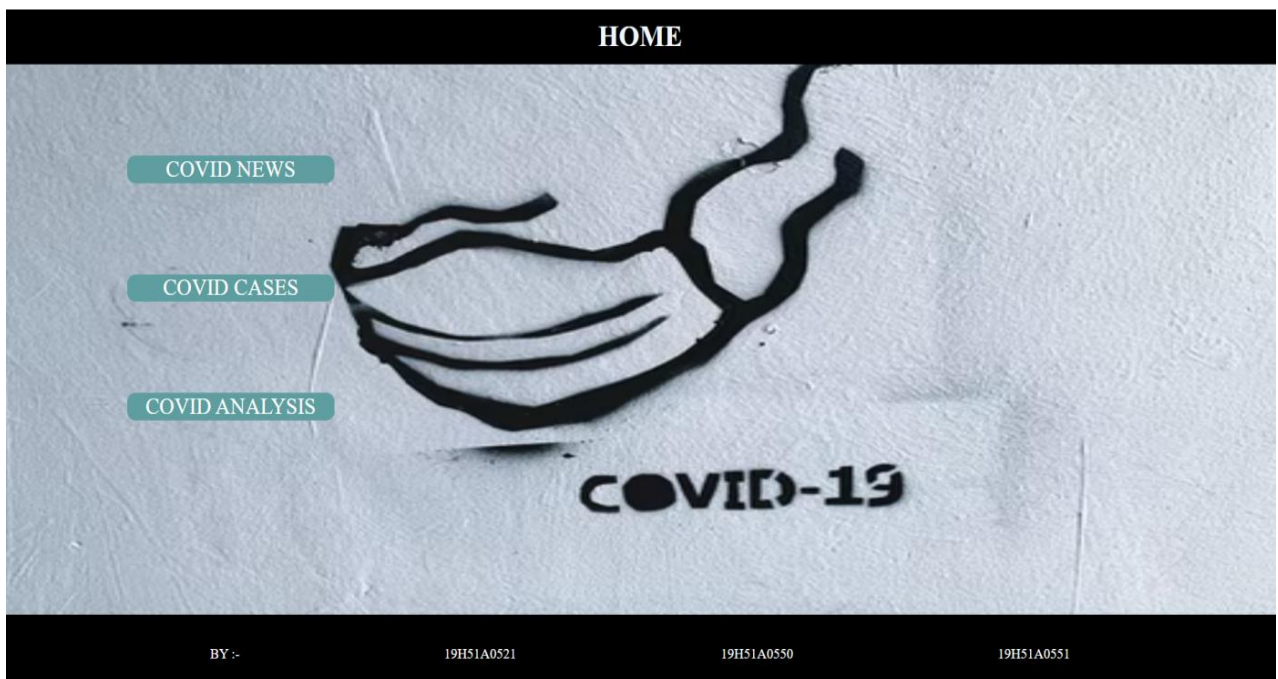 HOME
COVID NEWS
COVID CASES
COVID ANALYSIS
COVID-19
BY :- 19H51A0521 19H51A0550 19H51A0551